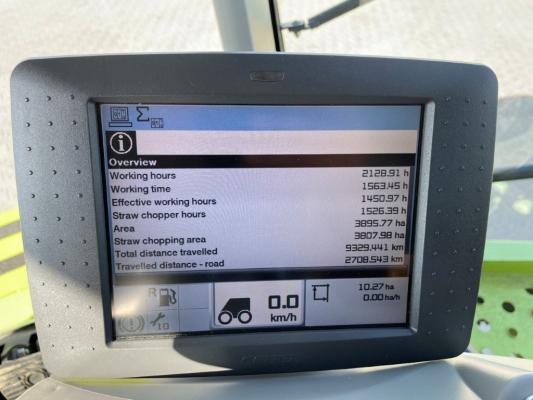 Σ
i
Overview
Working hours 2128.91 h
Working time 1563.45 h
Effective working hours 1450.97 h
Straw chopper hours 1526.39 h
Area 3895.77 ha
Straw chopping area 3807.98 ha
Total distance travelled 9329.441 km
Travelled distance - road 2708.543 km
R 0.0 10.27 ha
10 km/h 0.00 ha/h